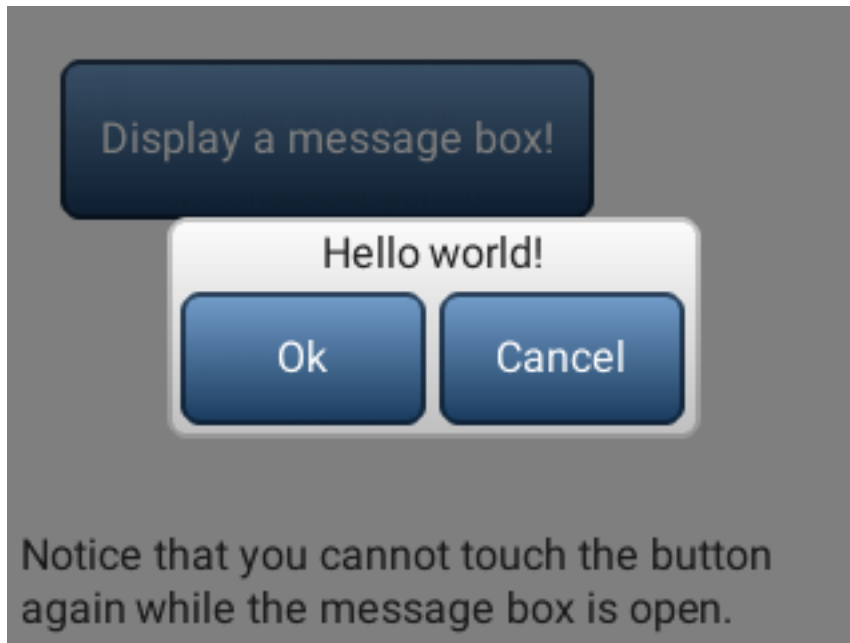 Display a message box!
Hello world!
Ok Cancel
Notice that you cannot touch the button
again while the message box is open.